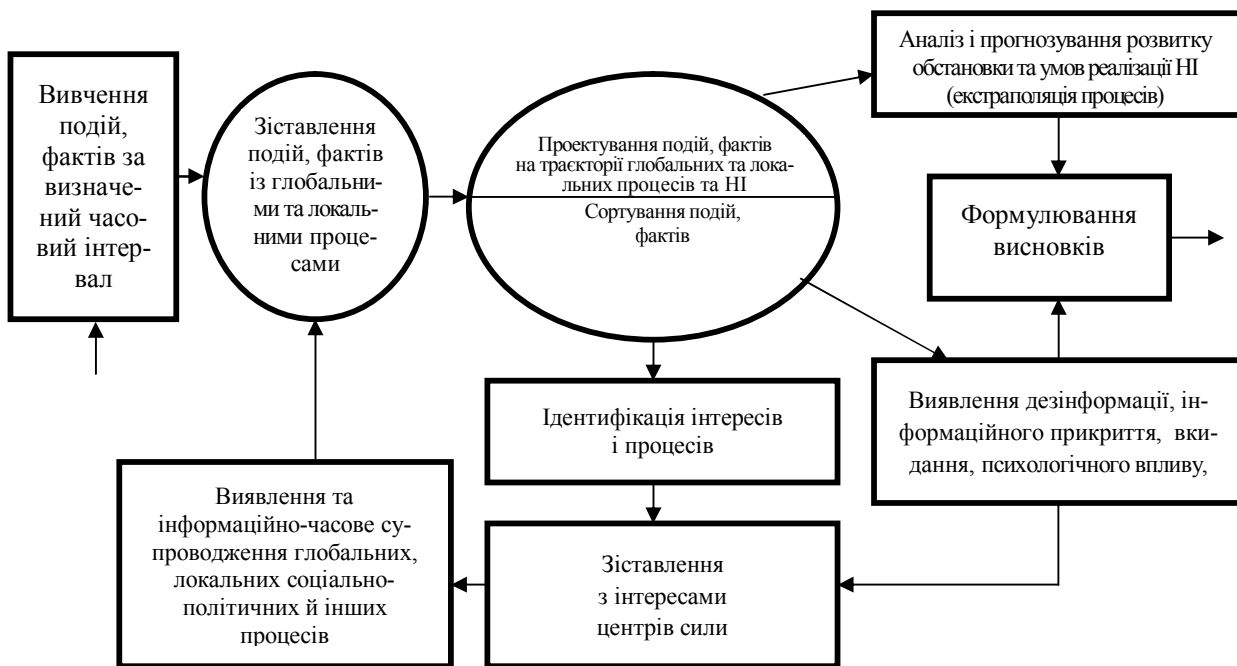 Вивчення
подій,
фактів за
визначе-
ний часо-
вий інтер-
вал
Зіставлення
подій, фактів
із глобальни-
ми та локаль-
ними проце-
сами
Проектування подій, фактів
на траєкторії глобальних та лока-
льних процесів та НІ
Сортування подій,
фактів
Аналіз і прогнозування розвитку
обстановки та умов реалізації НІ
(екстраполяція процесів)
Формулювання
висновків
Виявлення дезінформації, ін-
формаційного прикриття, вки-
дання, психологічного впливу,
Ідентифікація інтересів
і процесів
Зіставлення
з інтересами
центрів сили
Виявлення та
інформаційно-часове су-
проводження глобальних,
локальних соціально-
політичних й інших
процесів